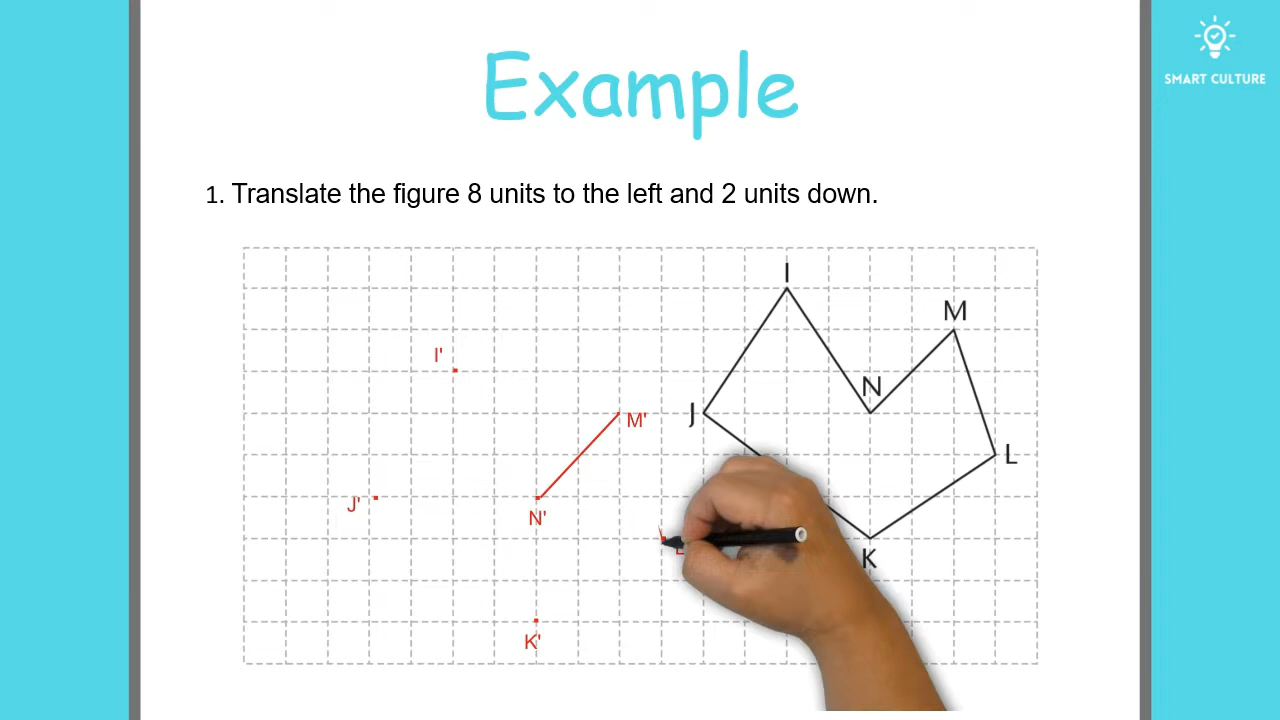 Example
SMART CULTURE
1. Translate the figure 8 units to the left and 2 units down.
I
M
I'
N
J
M'
L
J'
N'
K
K'